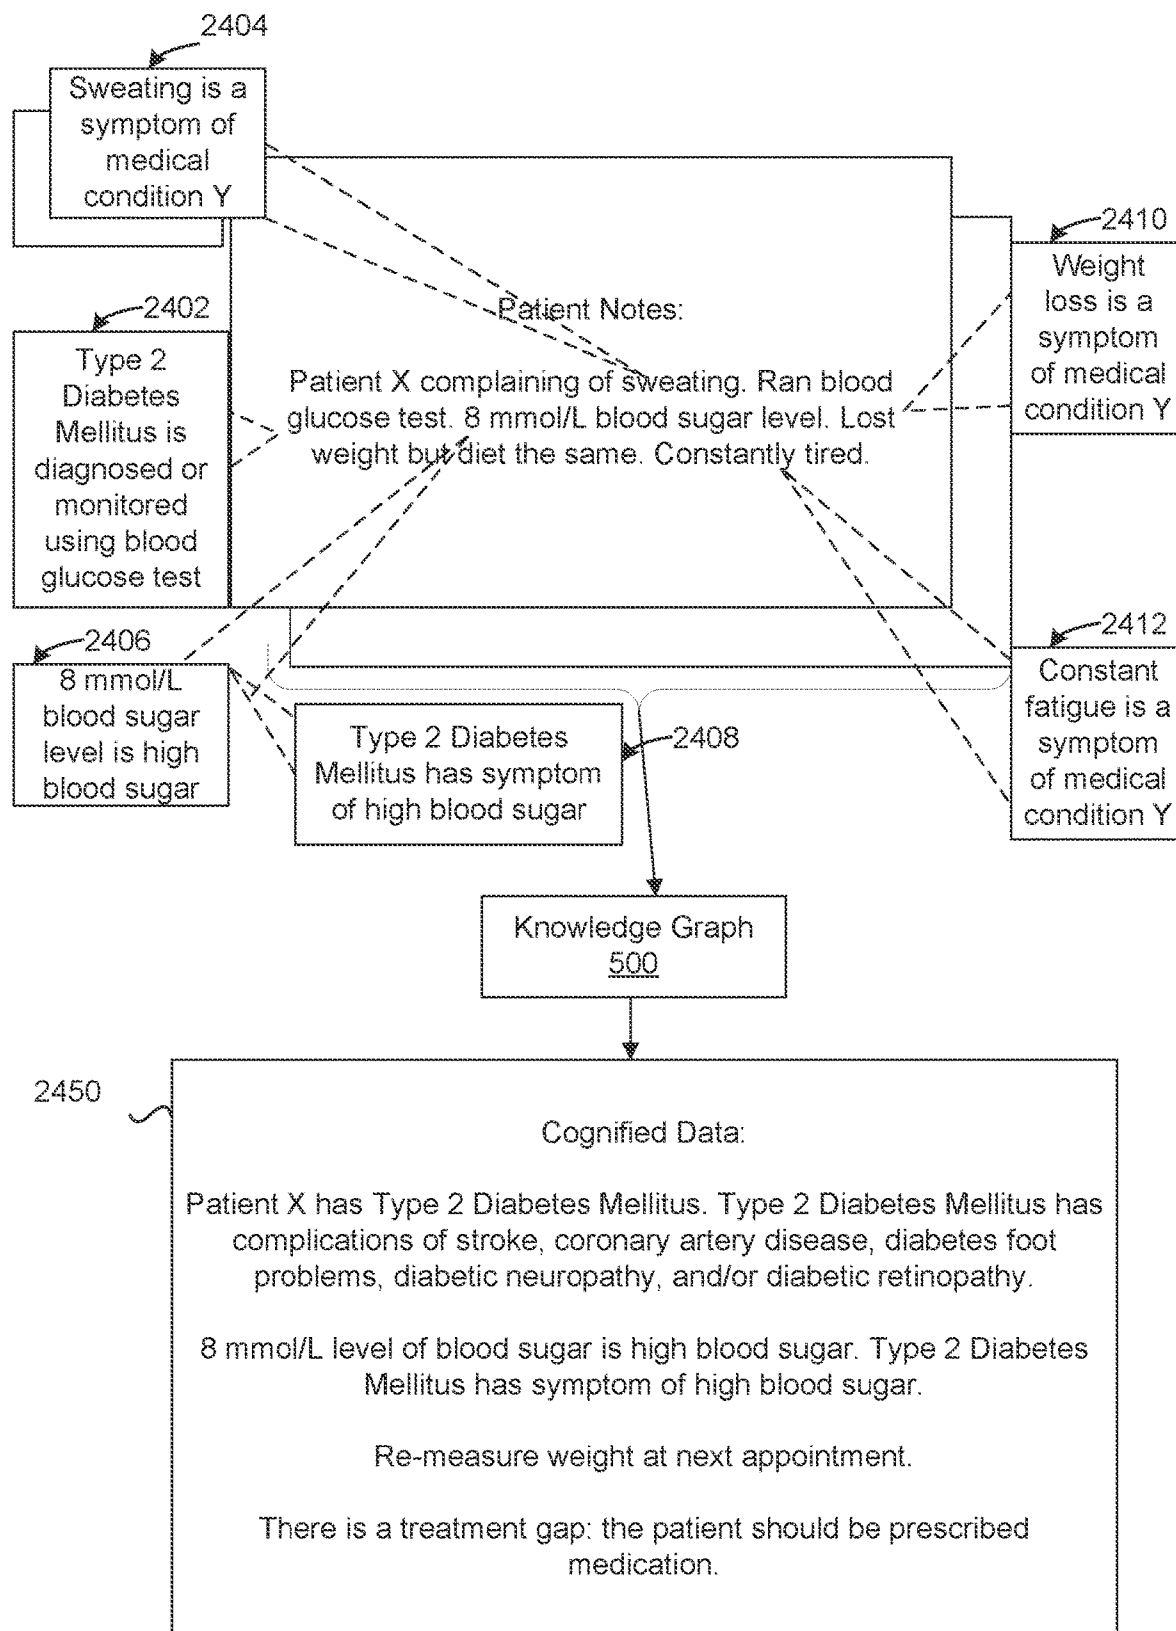 2404
Sweating is a
symptom of
medical
condition Y
2410
Weight
loss is a
symptom
of medical
condition Y
2402
Type 2
Diabetes
Mellitus is
diagnosed or
monitored
using blood
glucose test
Patient Notes:
Patient X complaining of sweating. Ran blood
glucose test. 8 mmol/L blood sugar level. Lost
weight but diet the same. Constantly tired.
2406
8 mmol/L
blood sugar
level is high
blood sugar
Type 2 Diabetes
Mellitus has symptom
of high blood sugar
2408
2412
Constant
fatigue is a
symptom
of medical
condition Y
Knowledge Graph
500
2450
Cognified Data:
Patient X has Type 2 Diabetes Mellitus. Type 2 Diabetes Mellitus has
complications of stroke, coronary artery disease, diabetes foot
problems, diabetic neuropathy, and/or diabetic retinopathy.
8 mmol/L level of blood sugar is high blood sugar. Type 2 Diabetes
Mellitus has symptom of high blood sugar.
Re-measure weight at next appointment.
There is a treatment gap: the patient should be prescribed
medication.